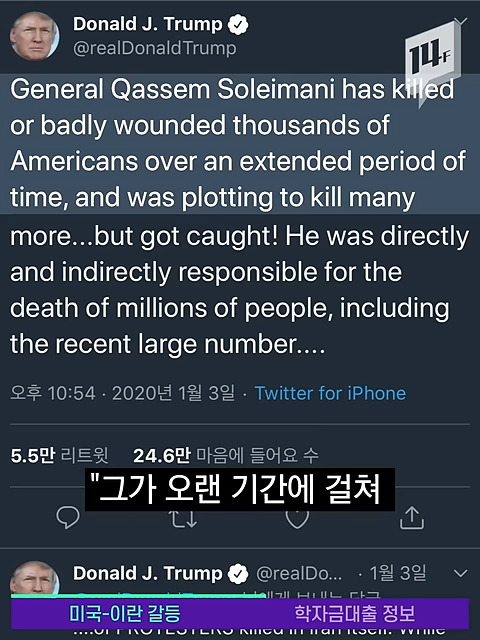 Donald J. Trump
@realDonaldTrump
14F
General Qassem Soleimani has killed
or badly wounded thousands of
Americans over an extended period of
time, and was plotting to kill many
more...but got caught! He was directly
and indirectly responsible for the
death of millions of people, including
the recent large number....
오후 10:54 · 2020년 1월 3일 · Twitter for iPhone
5.5만 리트윗 24.6만 마음에 들어요 수
"그가 오랜 기간에 걸쳐
Donald J. Trump @realDo... · 1월 3일
미국-이란 갈등 학자금대출 정보
....of PROTESTERS killed in Iran itself. While